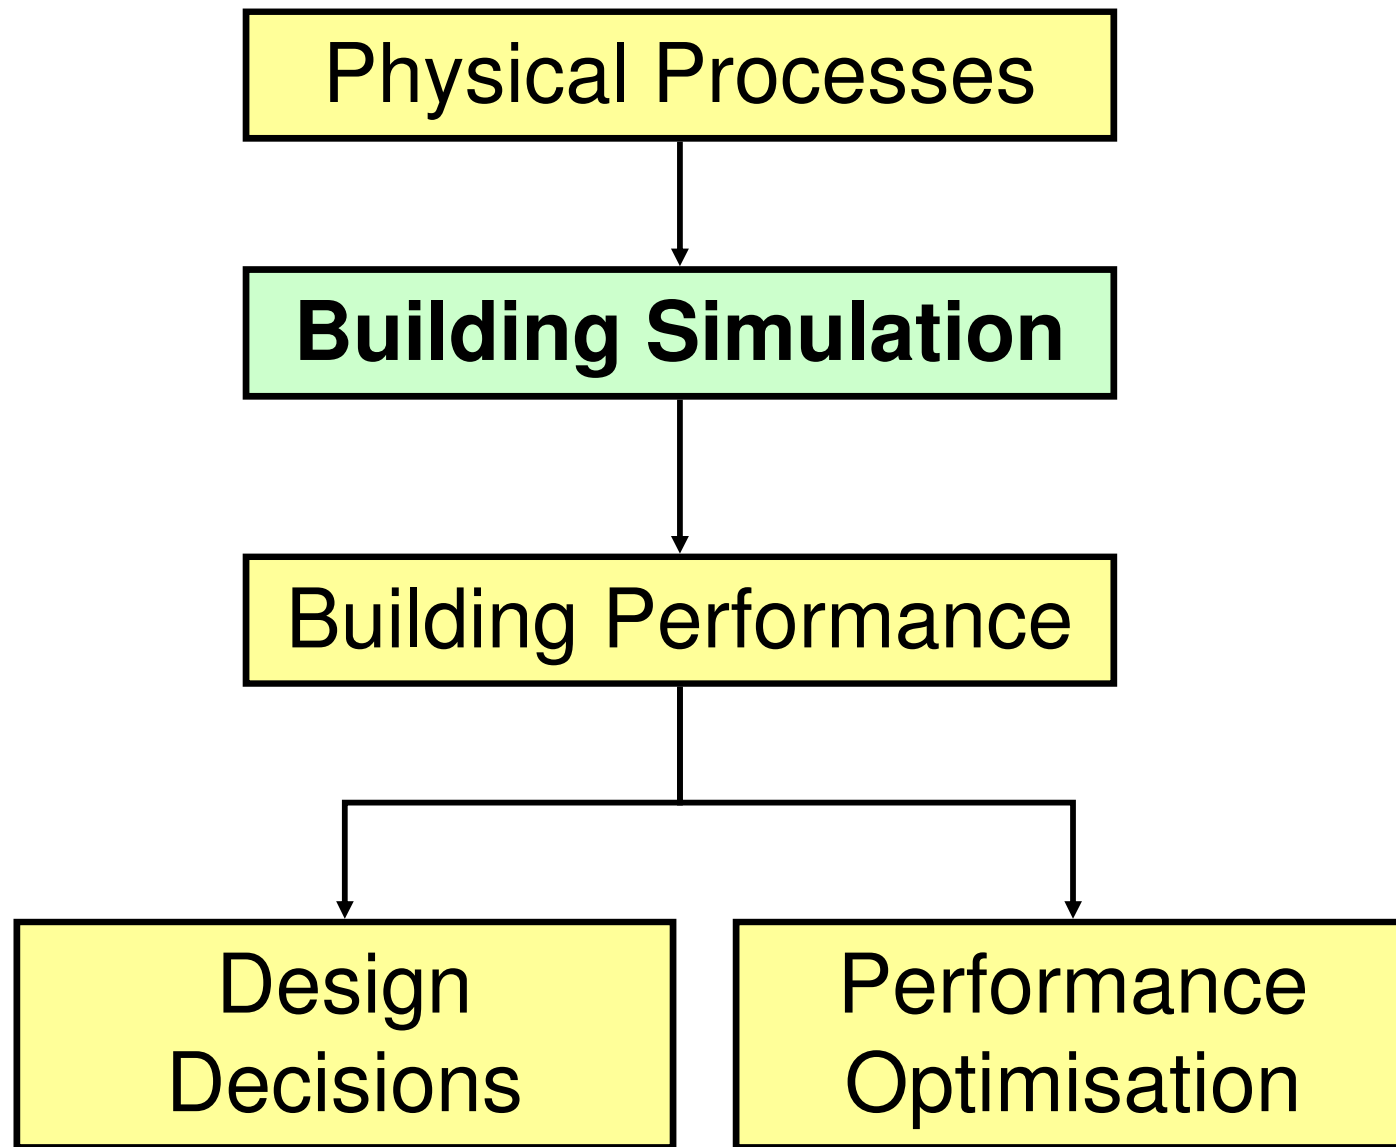 Physical Processes
Building Simulation
Building Performance
Design
Decisions
Performance
Optimisation